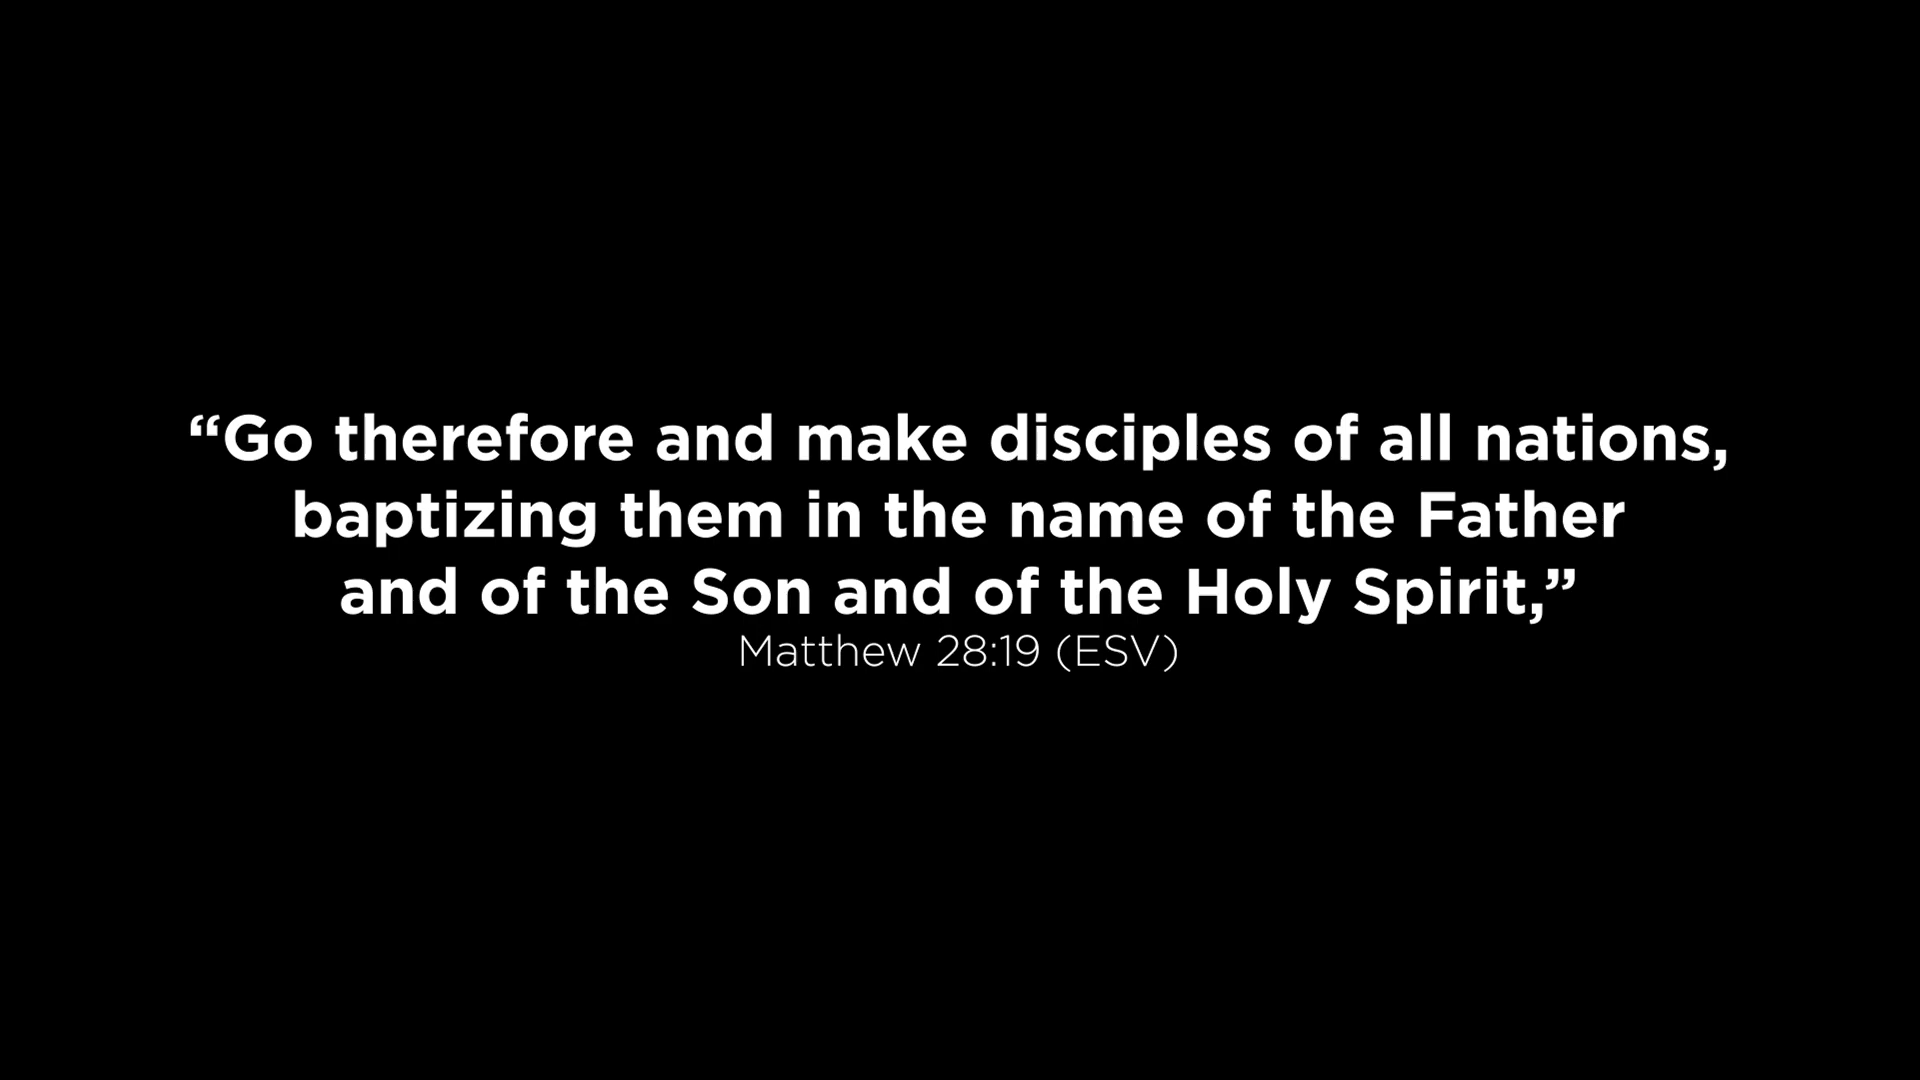 “Go therefore and make disciples of all nations,
baptizing them in the name of the Father
and of the Son and of the Holy Spirit,”
Matthew 28:19 (ESV)